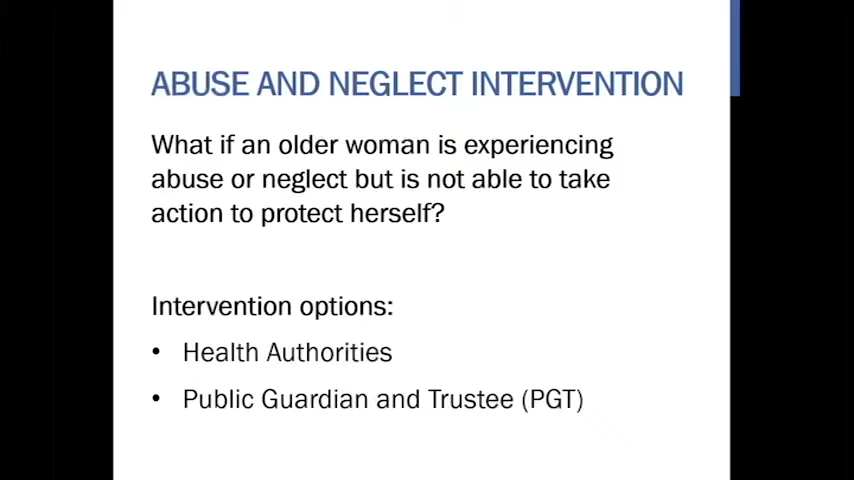 ABUSE AND NEGLECT INTERVENTION
What if an older woman is experiencing
abuse or neglect but is not able to take
action to protect herself?
Intervention options:
• Health Authorities
• Public Guardian and Trustee (PGT)